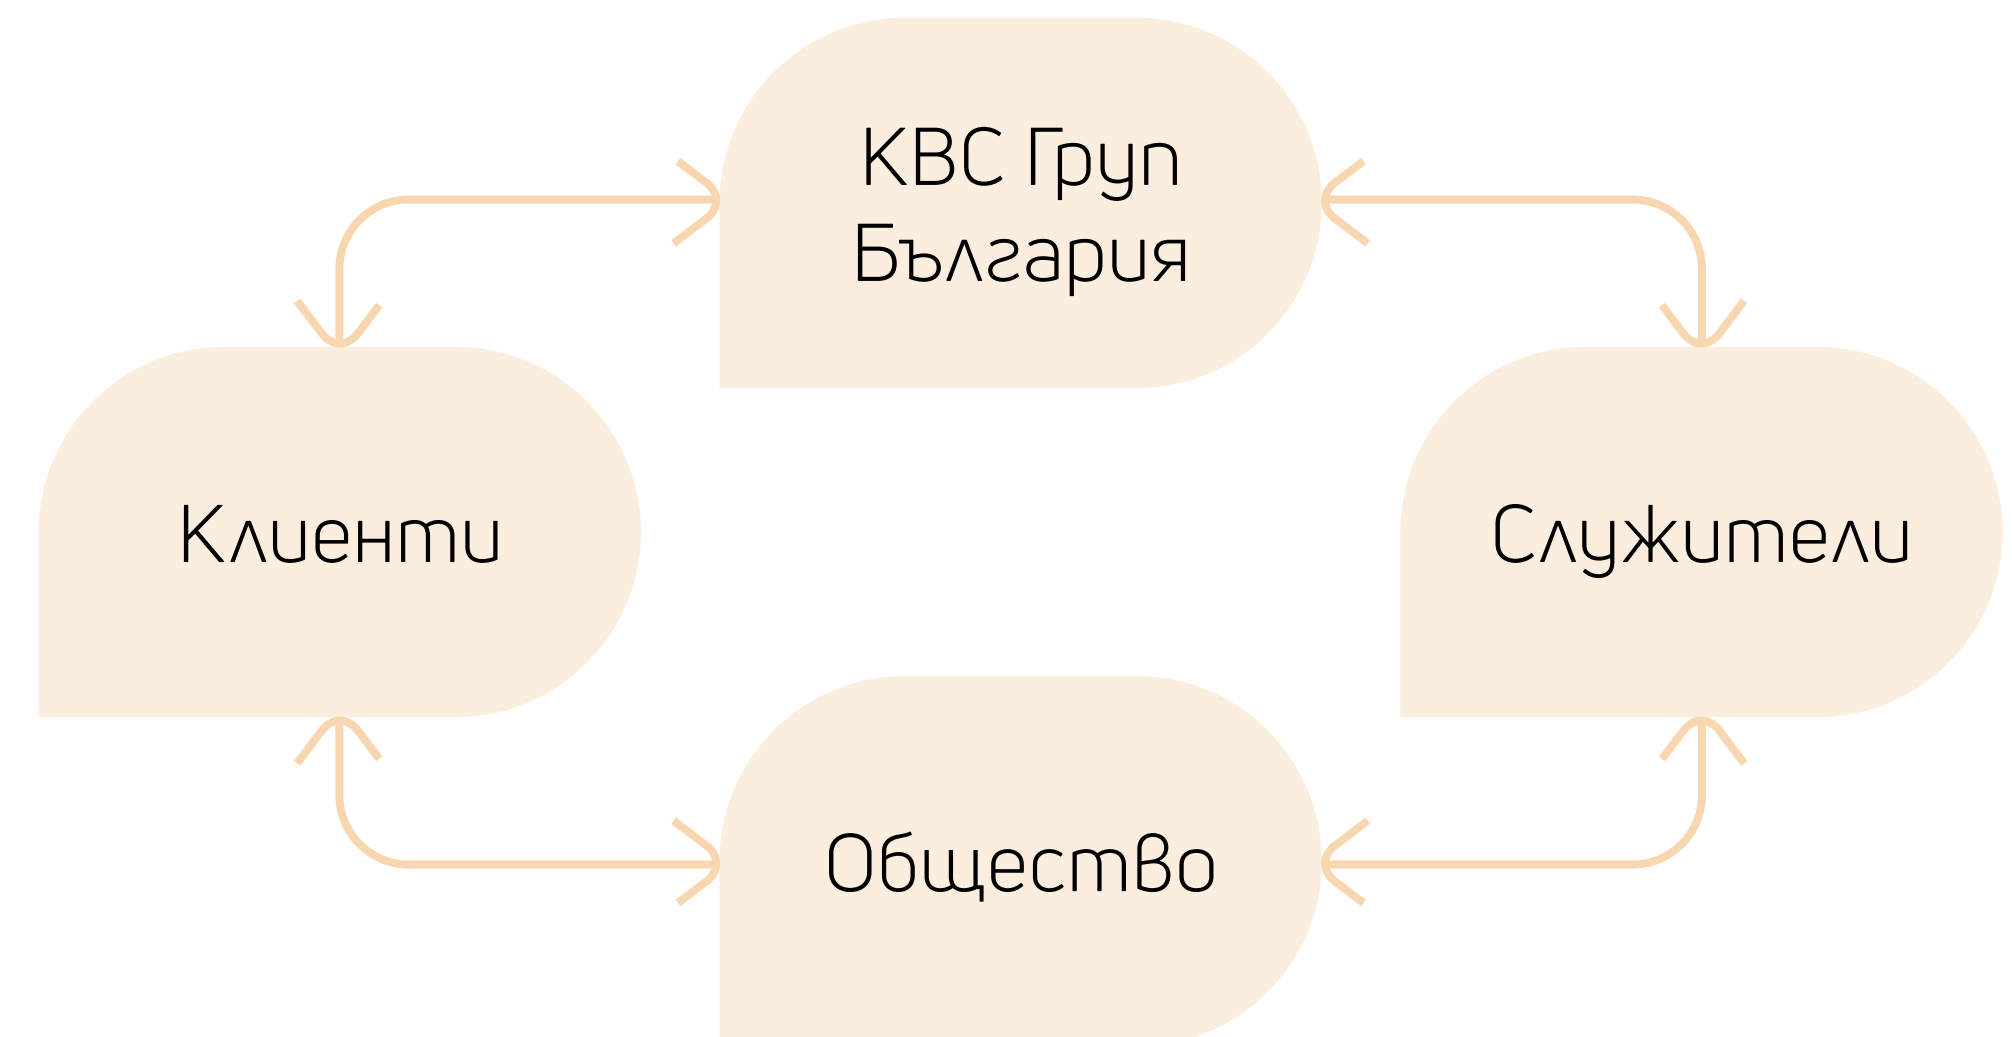 КВС Груп
България
Клиенти
Служители
Общество